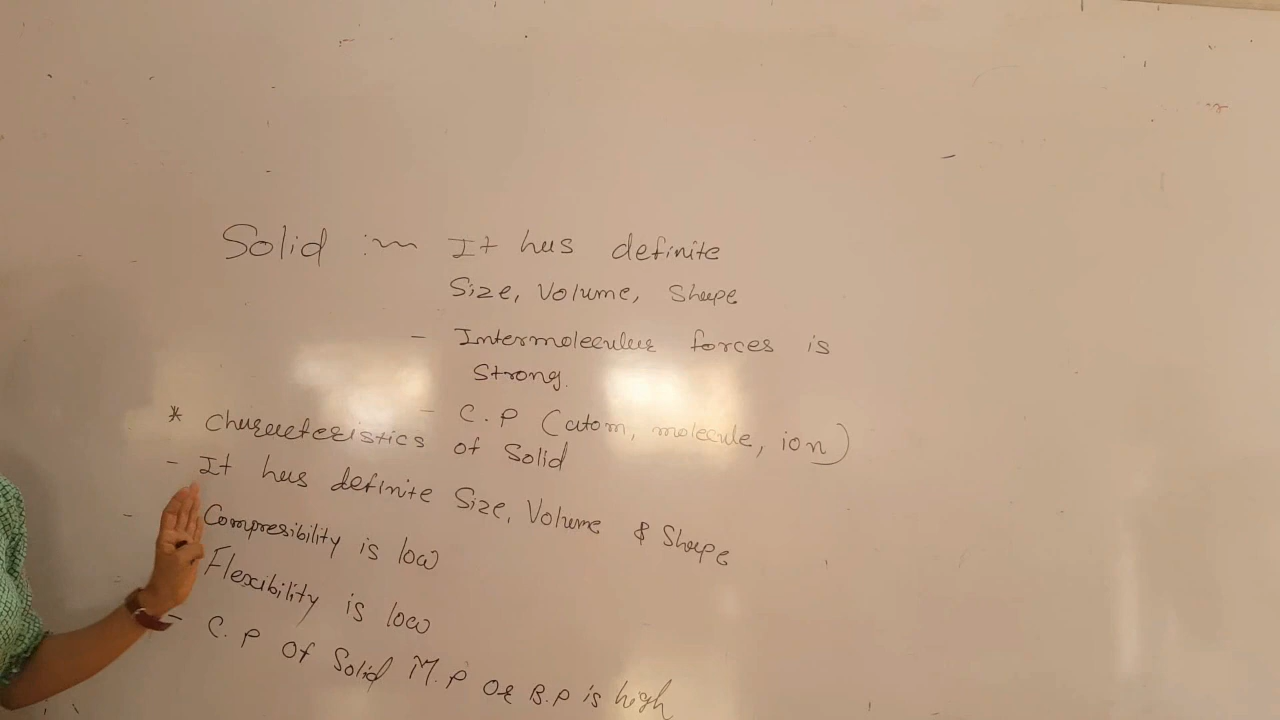 Solid :- It has definite
Size, Volume, Shape
- Intermolecular forces is
Strong.
- C.P (atom, molecule, ion)
* Characteristics of Solid
- It has definite Size, Volume & Shape
- Compresibility is low
Flexibility is low
- C.P of Solid M.P or B.P is high